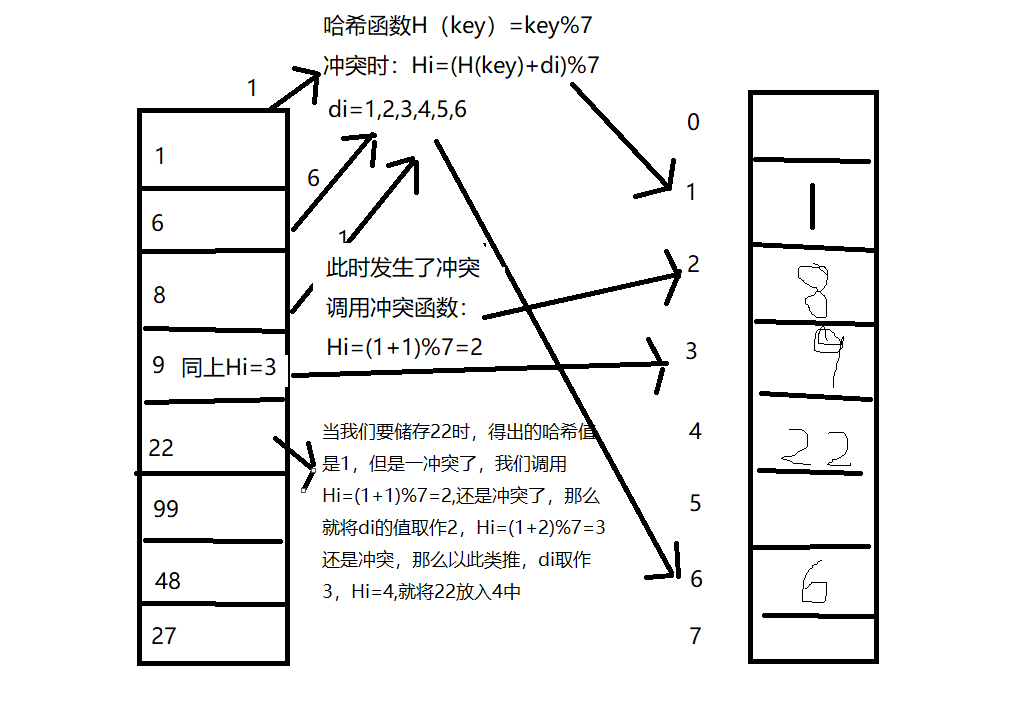 哈希函数H（key）=key%7
冲突时：Hi=(H(key)+di)%7
di=1,2,3,4,5,6
1
1
6
8
9 同上Hi=3
22
99
48
27
6
1
此时发生了冲突
调用冲突函数：
Hi=(1+1)%7=2
当我们要储存22时，得出的哈希值
是1，但是一冲突了，我们调用
Hi=(1+1)%7=2,还是冲突了，那么
就将di的值取作2，Hi=(1+2)%7=3
还是冲突，那么以此类推，di取作
3，Hi=4,就将22放入4中
0
1 1
2 8
3 9
4 22
5
6 6
7